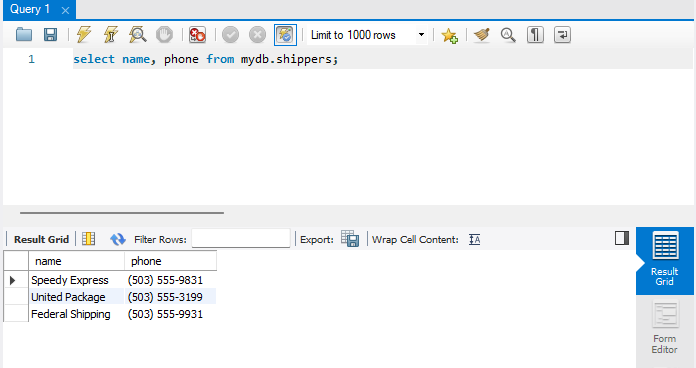 Query 1
Limit to 1000 rows
1 select name, phone from mydb.shippers;
Result Grid Filter Rows: Export: Wrap Cell Content:
name phone
Speedy Express (503) 555-9831
United Package (503) 555-3199
Federal Shipping (503) 555-9931
Result
Grid
Form
Editor